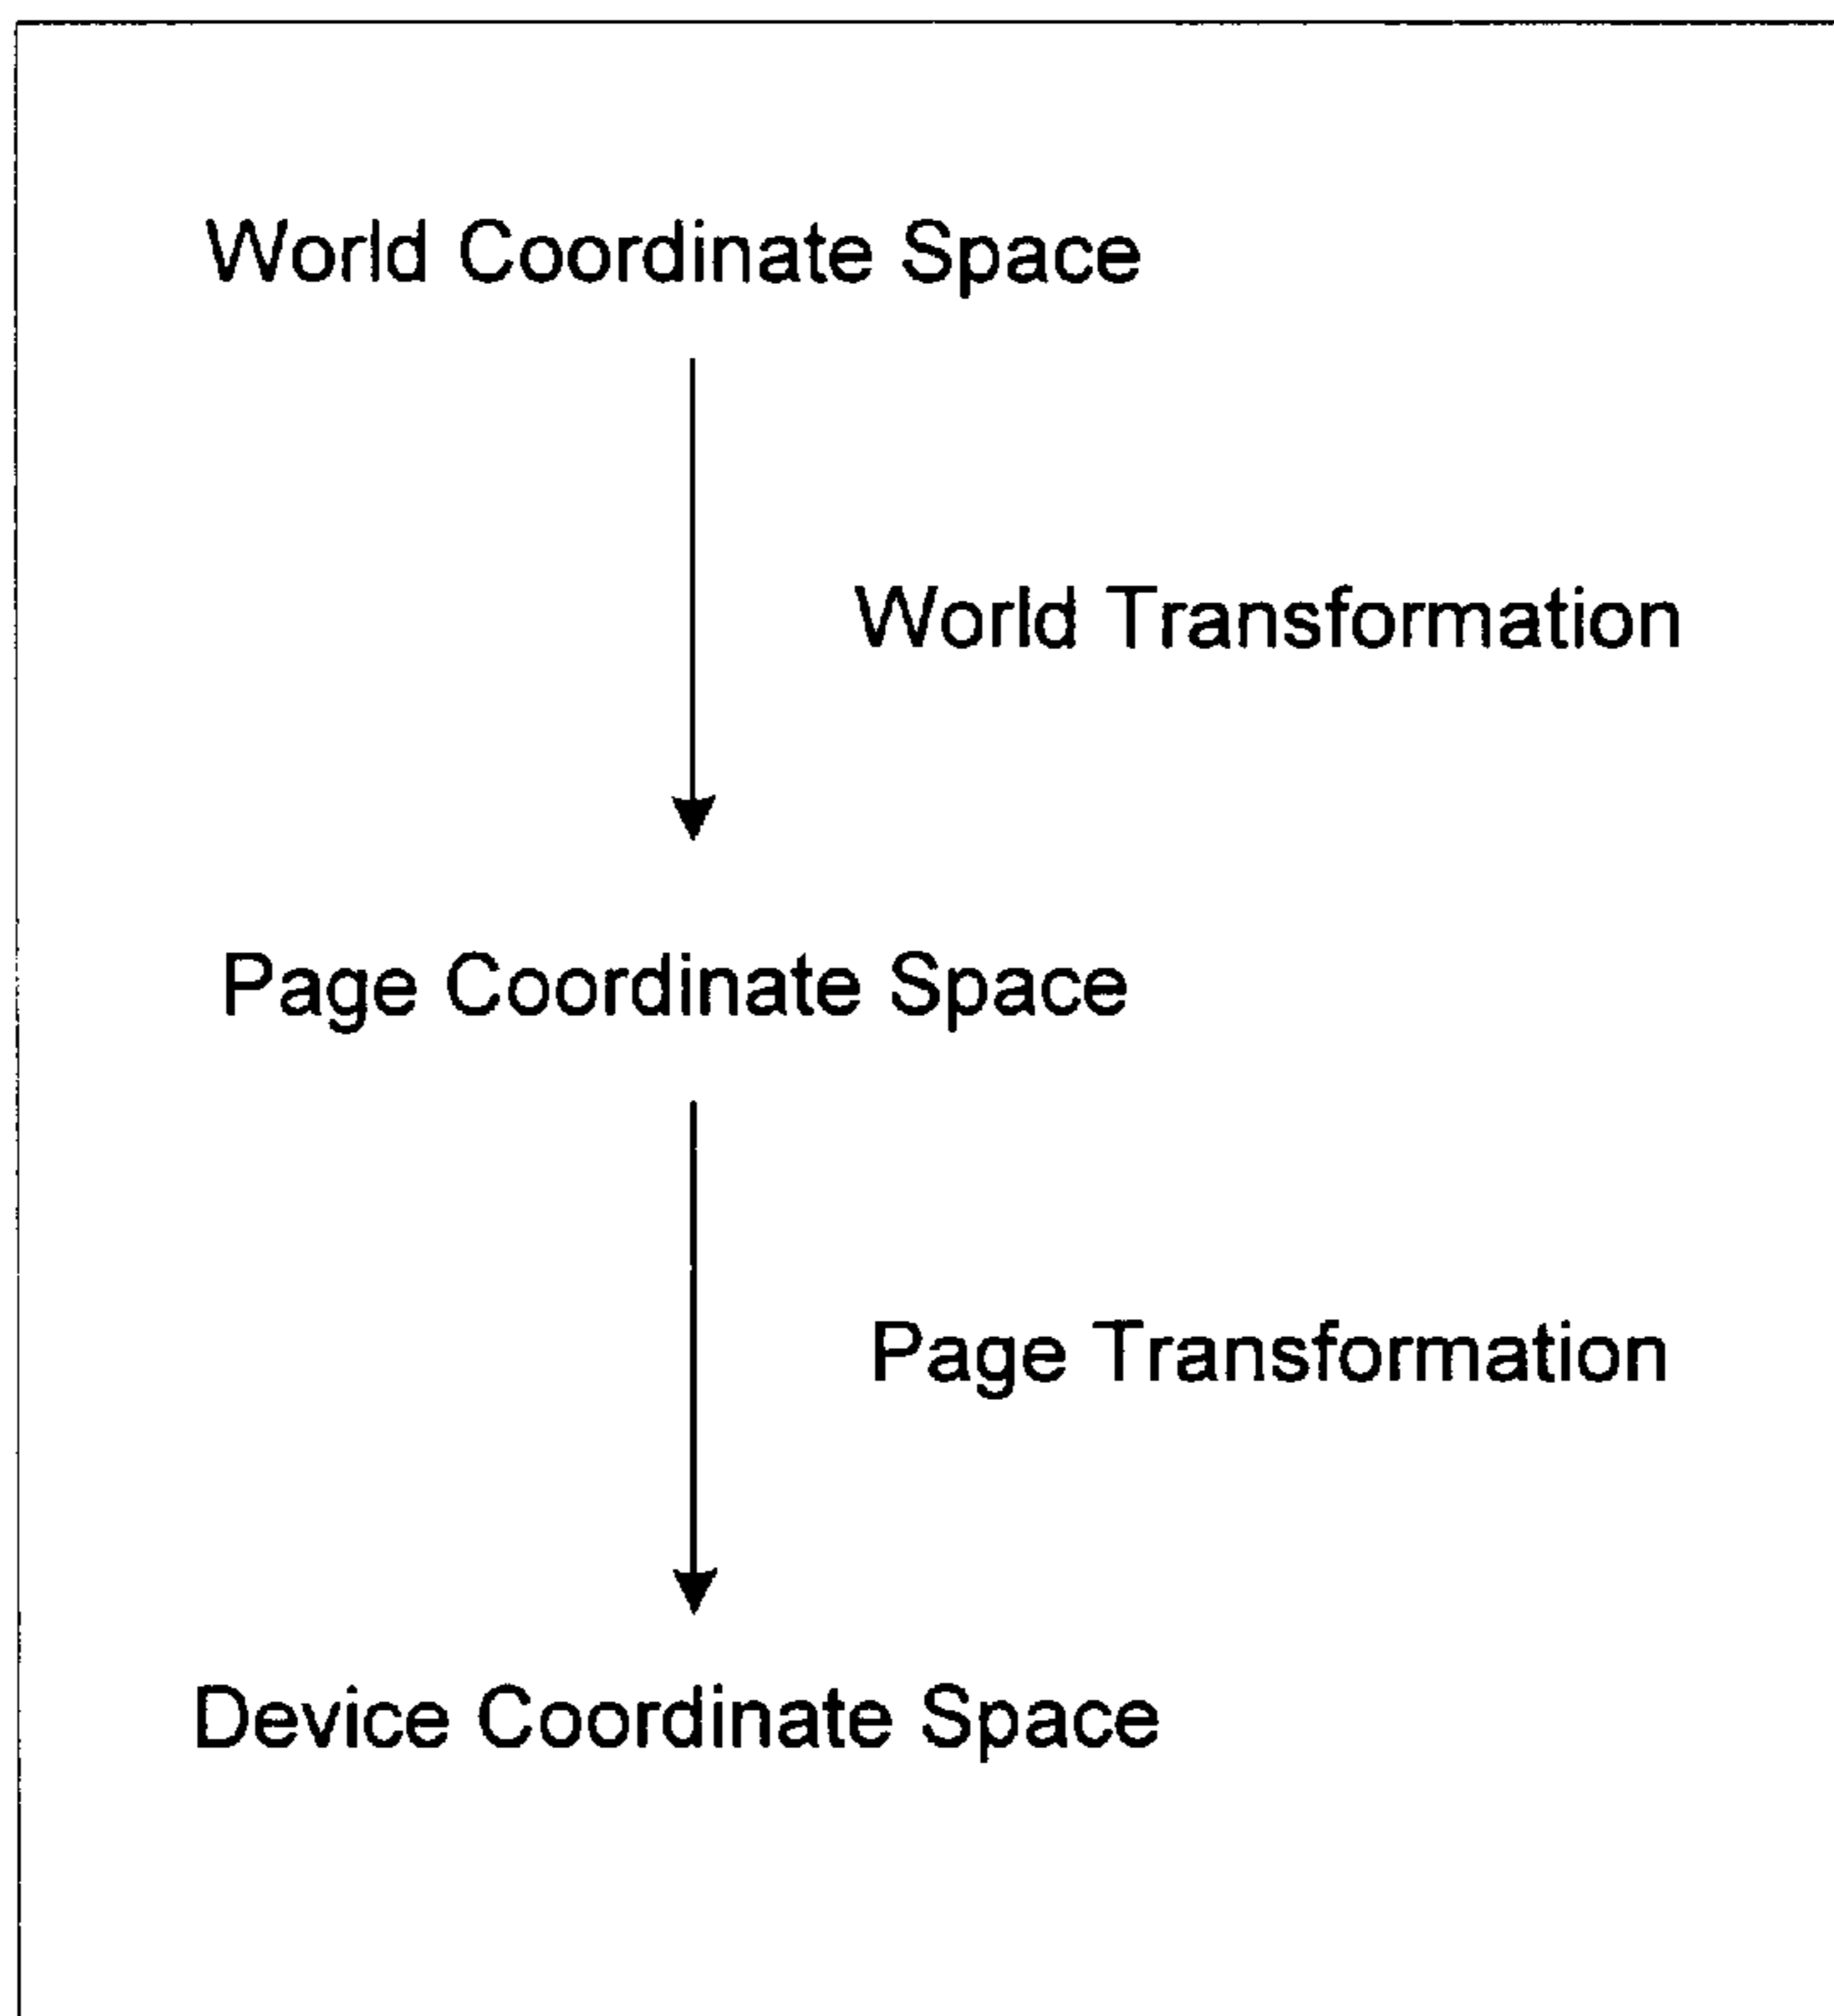 World Coordinate Space
World Transformation
Page Coordinate Space
Page Transformation
Device Coordinate Space